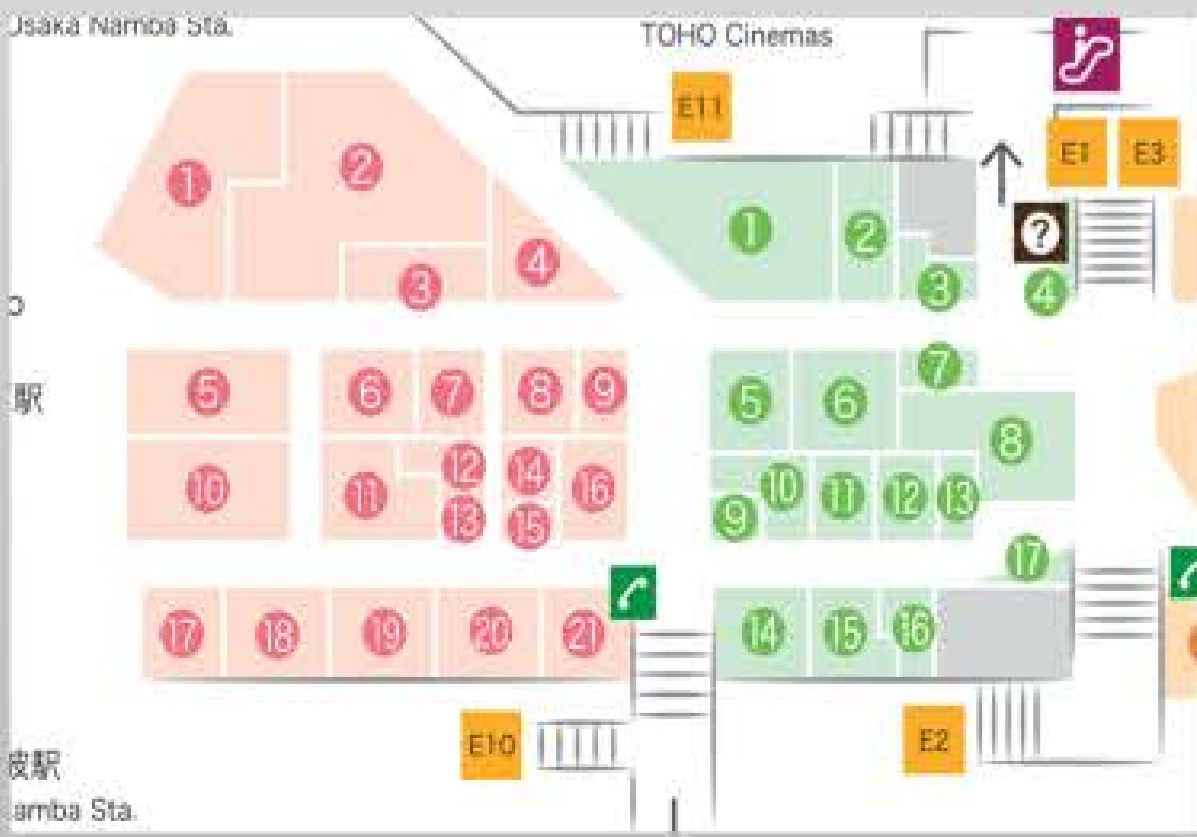 Osaka Namba Sta.
TOHO Cinemas
E11
E1 E3
?
1 2 3 4
1 2 3 4
駅
5 6 7 8 9
5 6 7 8
10 11 12 13 14 15 16
9 10 11 12 13
17
17 18 19 20 21
14 15 16
E10
E2
波駅
amba Sta.